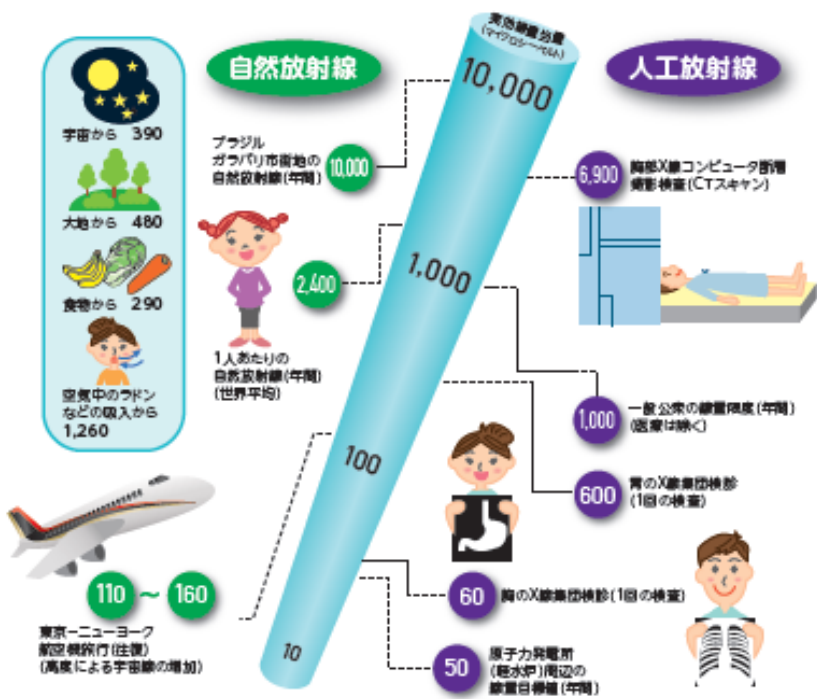 実効線量当量
(マイクロシーベルト)
自然放射線
人工放射線
10,000
1,000
100
10
宇宙から 390
大地から 480
食物から 290
空気中のラドン
などの吸入から
1,260
ブラジル
ガラパリ市街地の
自然放射線(年間)
10,000
2,400
1人あたりの
自然放射線(年間)
(世界平均)
110 ～ 160
東京ーニューヨーク
航空機旅行(往復)
(高度による宇宙線の増加)
6,900
胸部X線コンピュータ断層
撮影検査(CTスキャン)
1,000
一般公衆の線量限度(年間)
(医療は除く)
600
胃のX線集団検診
(1回の検査)
60
胸のX線集団検診(1回の検査)
50
原子力発電所
(軽水炉)周辺の
線量目標値(年間)